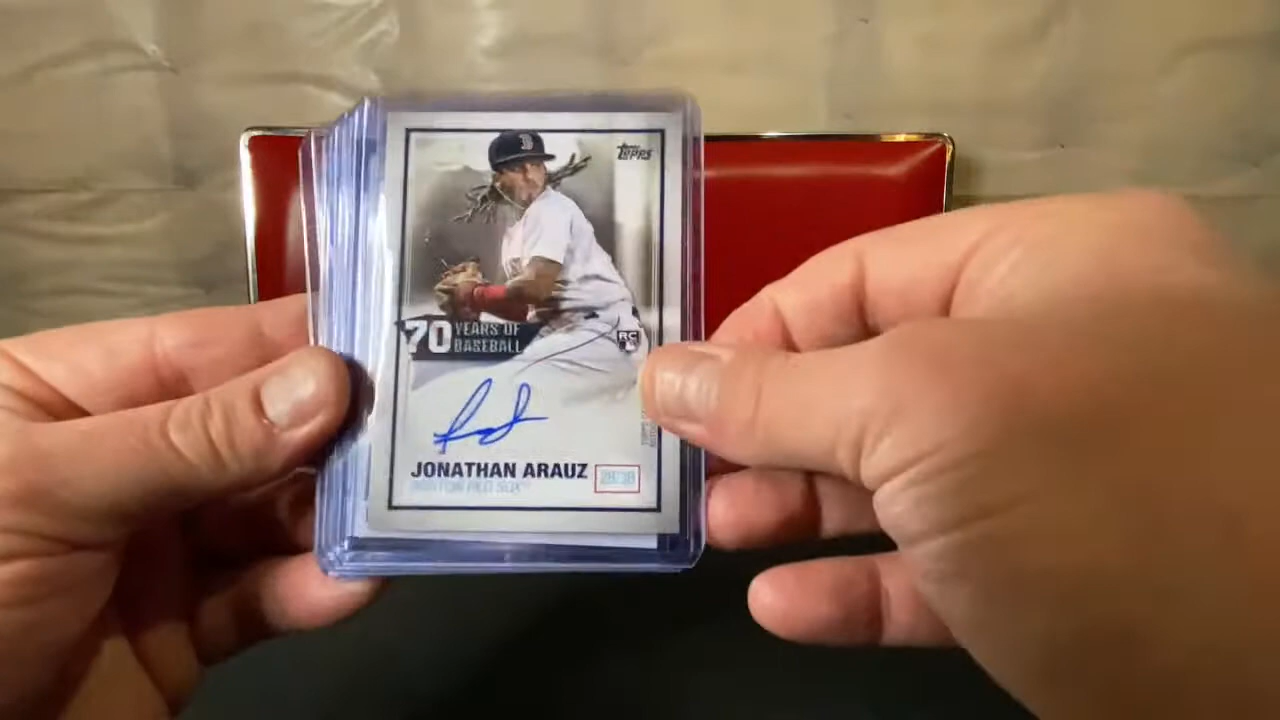 TOPPS
70 YEARS OF
BASEBALL
RC
JONATHAN ARAUZ
BOSTON RED SOX